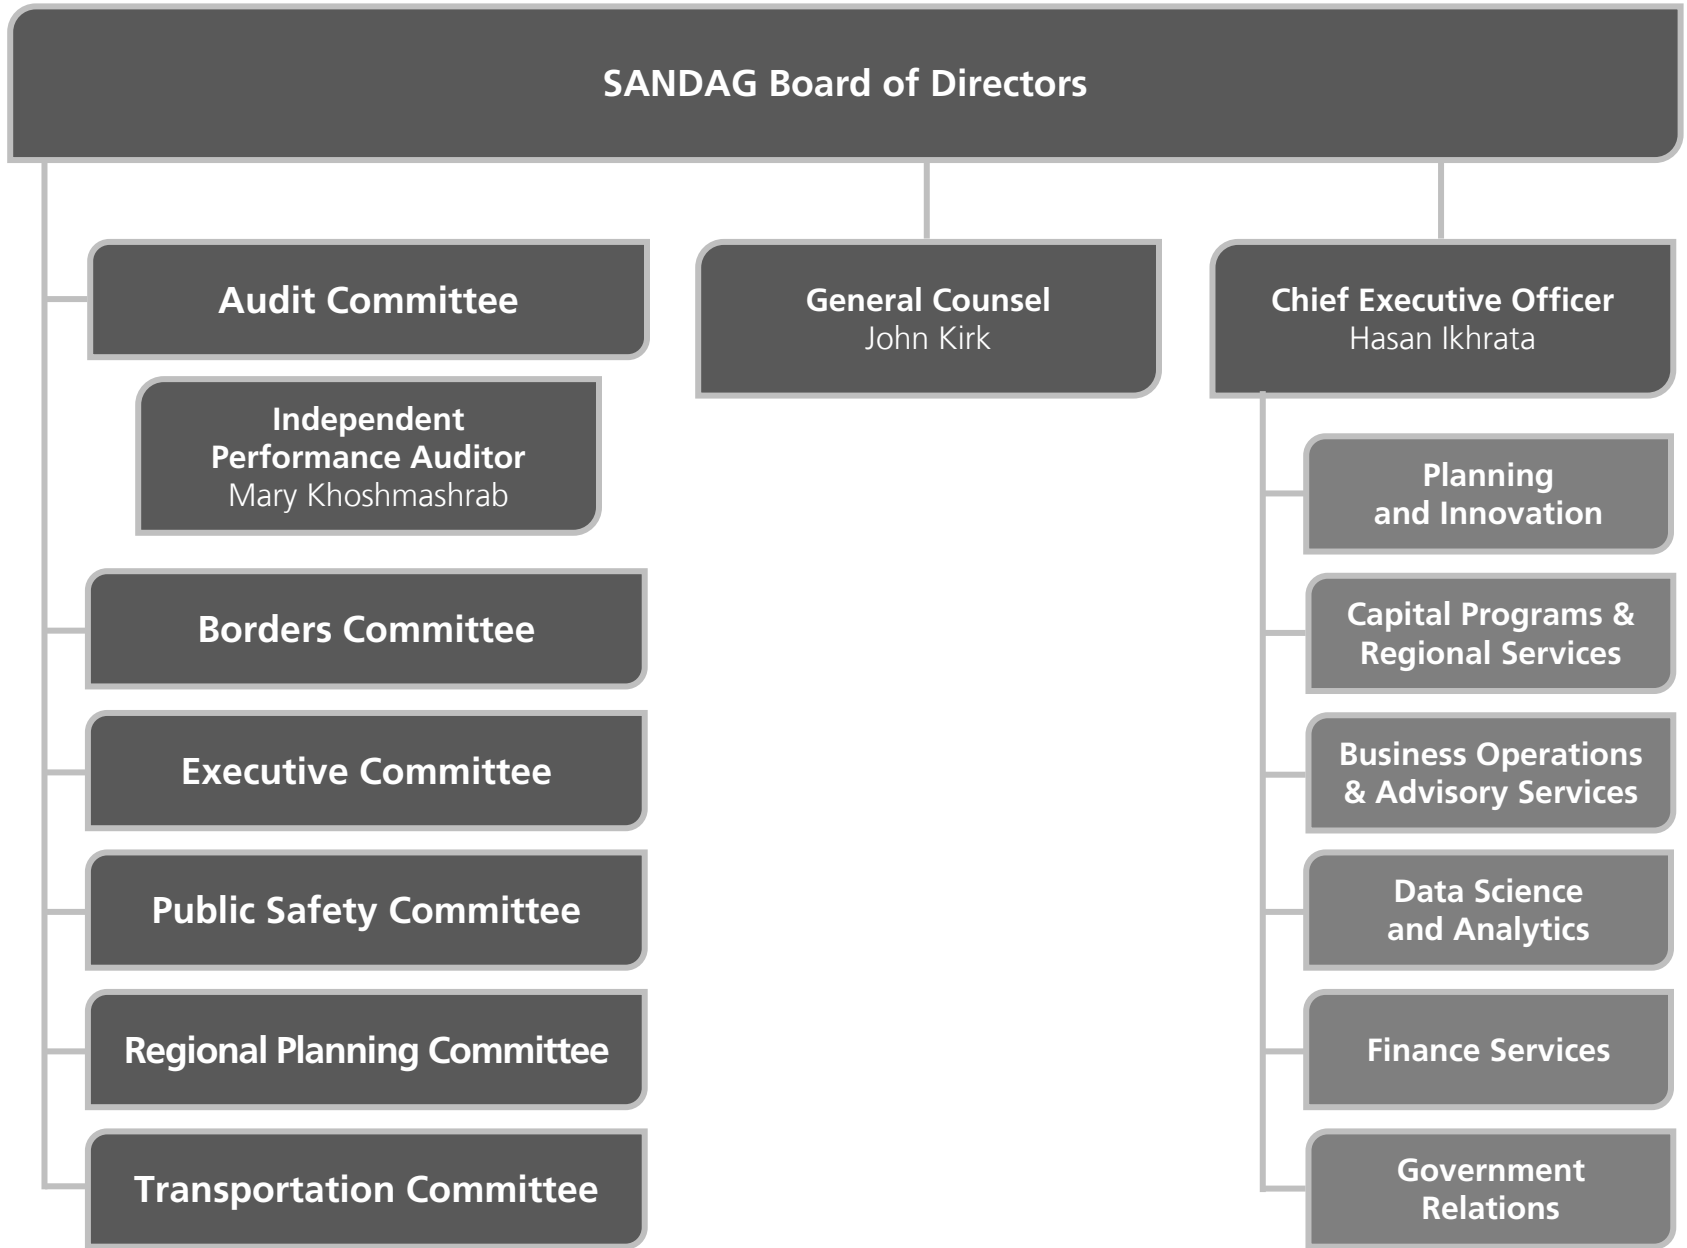 SANDAG Board of Directors
Audit Committee
Independent
Performance Auditor
Mary Khoshmashrab
Borders Committee
Executive Committee
Public Safety Committee
Regional Planning Committee
Transportation Committee
General Counsel
John Kirk
Chief Executive Officer
Hasan Ikhrata
Planning
and Innovation
Capital Programs &
Regional Services
Business Operations
& Advisory Services
Data Science
and Analytics
Finance Services
Government
Relations